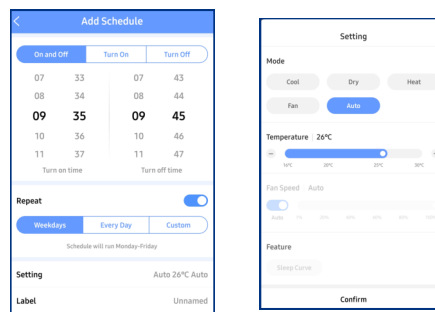 Add Schedule
On and Off Turn On Turn Off
07 33 07 43
08 34 08 44
09 35 09 45
10 36 10 46
11 37 11 47
Turn on time Turn off time
Repeat
Weekdays Every Day Custom
Schedule will run Monday-Friday
Setting Auto 26°C Auto
Label Unnamed
Setting
Mode
Cool Dry Heat
Fan Auto
Temperature 26°C
16°C 20°C 25°C 30°C
Fan Speed Auto
Auto
Feature
Sleep Curve
Confirm